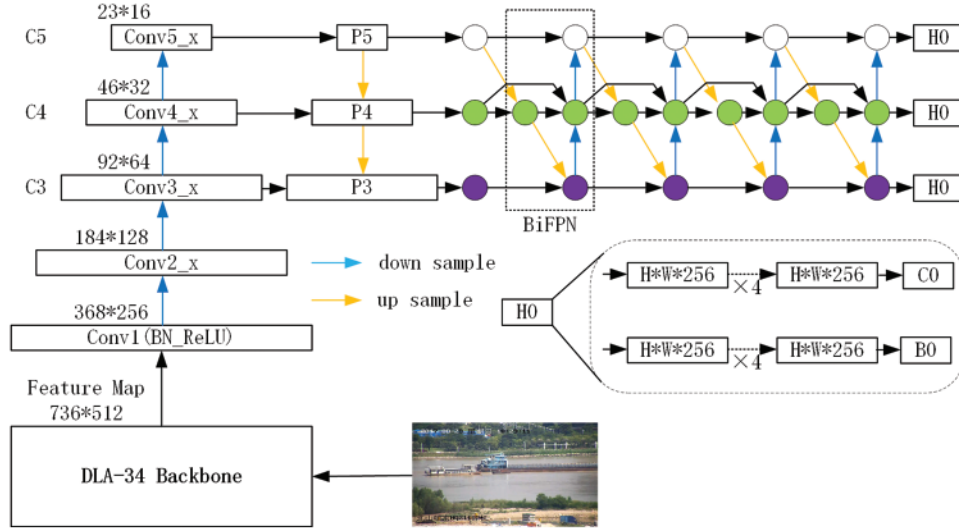 23*16
C5 Conv5_x P5 H0
46*32
C4 Conv4_x P4 H0
92*64
C3 Conv3_x P3 H0
BiFPN
184*128
Conv2_x
down sample
up sample
368*256
Conv1(BN_ReLU)
H0
H*W*256 ×4 H*W*256 C0
H*W*256 ×4 H*W*256 B0
Feature Map
736*512
DLA-34 Backbone